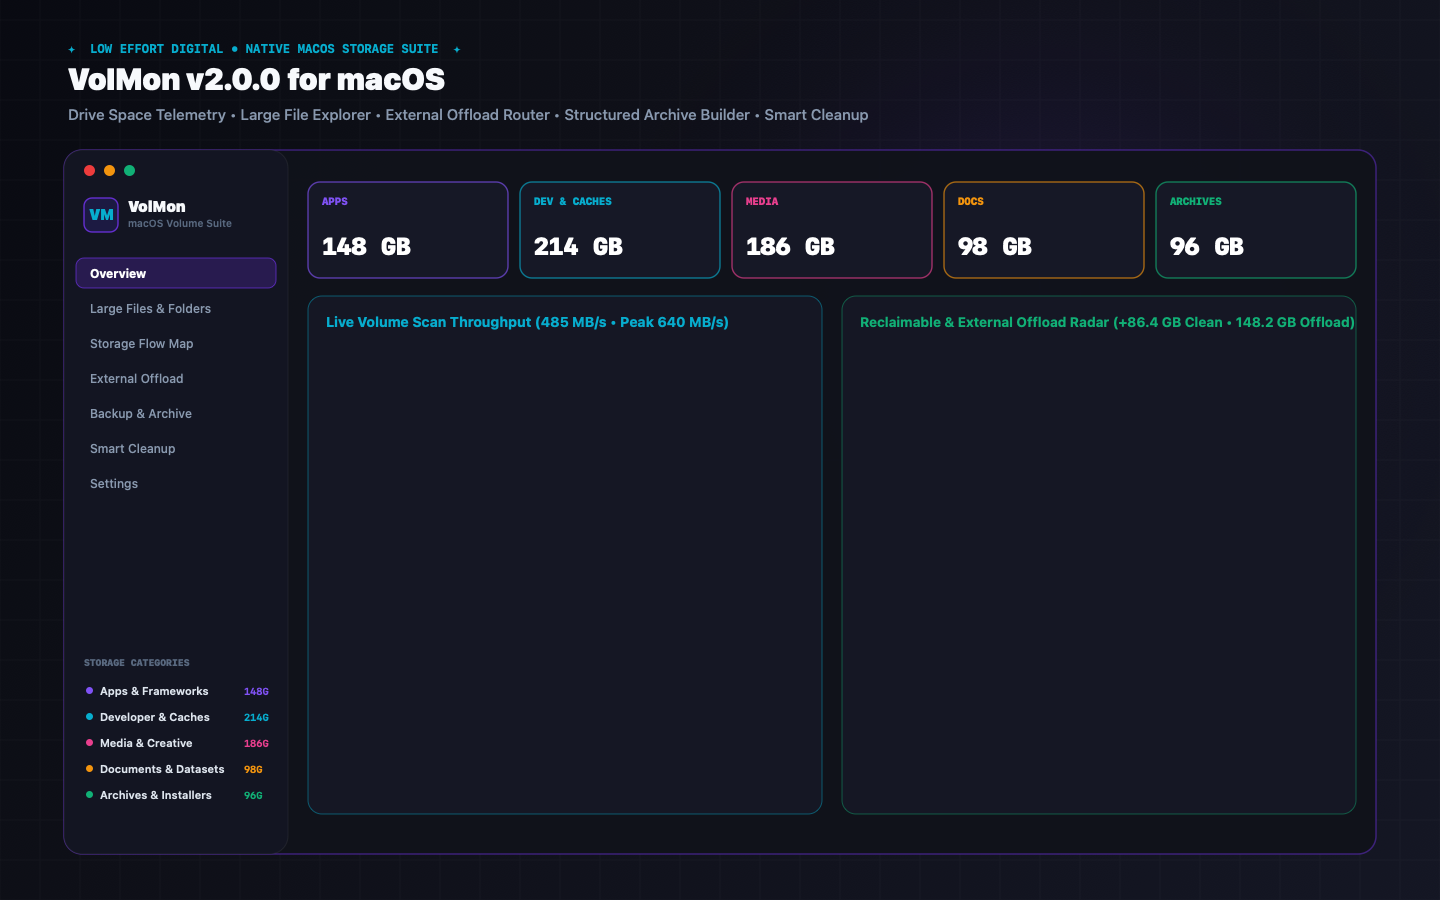 ✦ LOW EFFORT DIGITAL • NATIVE MACOS STORAGE SUITE ✦
VolMon v2.0.0 for macOS
Drive Space Telemetry • Large File Explorer • External Offload Router • Structured Archive Builder • Smart Cleanup
VM
VolMon
macOS Volume Suite
Overview
Large Files & Folders
Storage Flow Map
External Offload
Backup & Archive
Smart Cleanup
Settings
STORAGE CATEGORIES
Apps & Frameworks 148G
Developer & Caches 214G
Media & Creative 186G
Documents & Datasets 98G
Archives & Installers 96G
APPS
148 GB
DEV & CACHES
214 GB
MEDIA
186 GB
DOCS
98 GB
ARCHIVES
96 GB
Live Volume Scan Throughput (485 MB/s • Peak 640 MB/s)
Reclaimable & External Offload Radar (+86.4 GB Clean • 148.2 GB Offload)